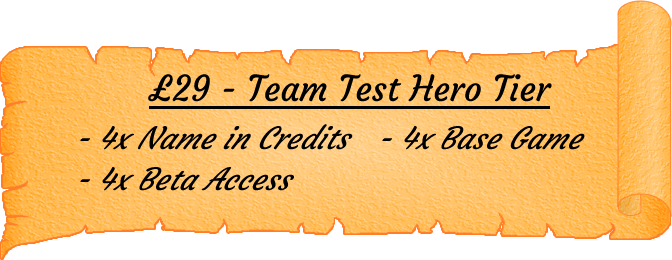 £29 - Team Test Hero Tier
- 4x Name in Credits - 4x Base Game
- 4x Beta Access